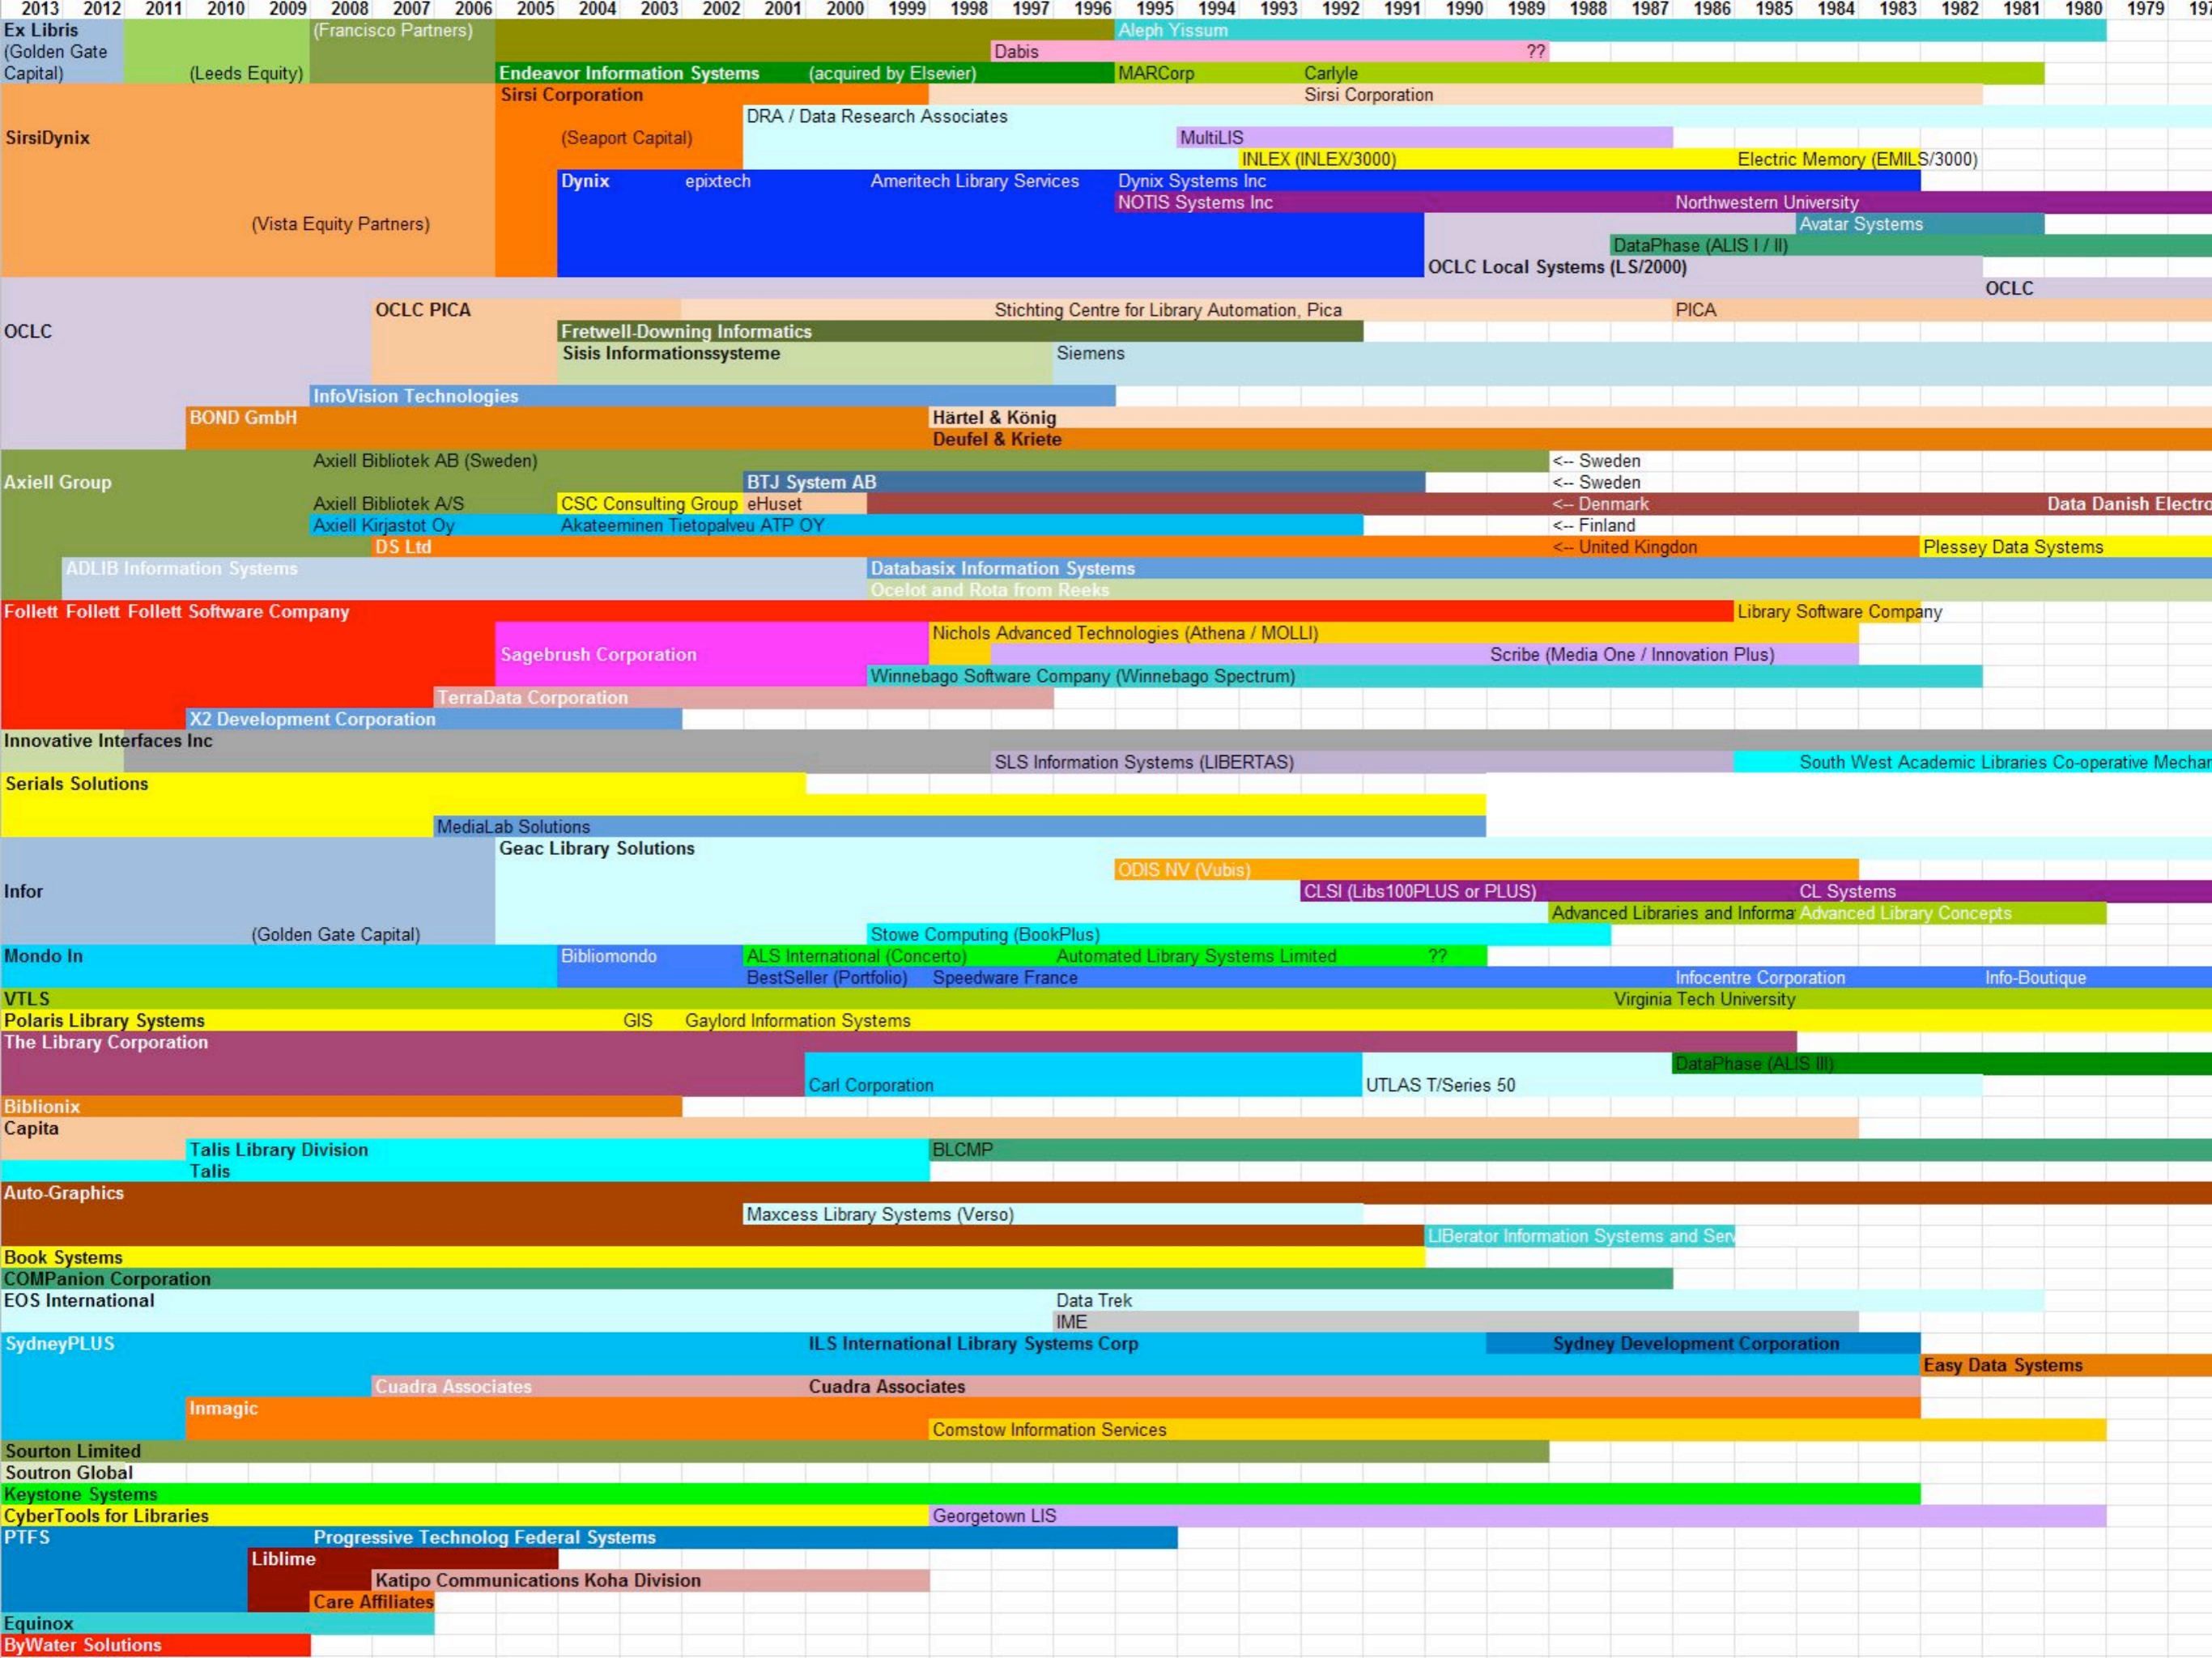 2013 2012 2011 2010 2009 2008 2007 2006 2005 2004 2003 2002 2001 2000 1999 1998 1997 1996 1995 1994 1993 1992 1991 1990 1989 1988 1987 1986 1985 1984 1983 1982 1981 1980 1979 197
Ex Libris (Francisco Partners) Aleph Yissum
(Golden Gate Dabis ??
Capital) (Leeds Equity) Endeavor Information Systems (acquired by Elsevier) MARCorp Carlyle
Sirsi Corporation Sirsi Corporation
DRA / Data Research Associates
SirsiDynix (Seaport Capital) MultiLIS
INLEX (INLEX/3000) Electric Memory (EMILS/3000)
Dynix epixtech Ameritech Library Services Dynix Systems Inc
NOTIS Systems Inc Northwestern University
(Vista Equity Partners) Avatar Systems
DataPhase (ALIS I / II)
OCLC Local Systems (LS/2000)
OCLC
OCLC PICA Stichting Centre for Library Automation, Pica PICA
OCLC Fretwell-Downing Informatics
Sisis Informationssysteme Siemens
InfoVision Technologies
BOND GmbH Härtel & König
Deufel & Kriete
Axiell Bibliotek AB (Sweden) <-- Sweden
Axiell Group BTJ System AB <-- Sweden
Axiell Bibliotek A/S CSC Consulting Group eHuset <-- Denmark Data Danish Electro
Axiell Kirjastot Oy Akateeminen Tietopalveu ATP OY <-- Finland
DS Ltd <-- United Kingdon Plessey Data Systems
ADLIB Information Systems Databasix Information Systems
Ocelot and Rota from Reeks
Follett Follett Follett Software Company Library Software Company
Nichols Advanced Technologies (Athena / MOLLI)
Sagebrush Corporation Scribe (Media One / Innovation Plus)
Winnebago Software Company (Winnebago Spectrum)
TerraData Corporation
X2 Development Corporation
Innovative Interfaces Inc
SLS Information Systems (LIBERTAS) South West Academic Libraries Co-operative Mechan
Serials Solutions
MediaLab Solutions
Geac Library Solutions
ODIS NV (Vubis)
Infor CLSI (Libs100PLUS or PLUS) CL Systems
Advanced Libraries and Informa Advanced Library Concepts
(Golden Gate Capital) Stowe Computing (BookPlus)
Mondo In Bibliomondo ALS International (Concerto) Automated Library Systems Limited ??
BestSeller (Portfolio) Speedware France Infocentre Corporation Info-Boutique
VTLS Virginia Tech University
Polaris Library Systems GIS Gaylord Information Systems
The Library Corporation
DataPhase (ALIS III)
Carl Corporation UTLAS T/Series 50
Biblionix
Capita
Talis Library Division BLCMP
Talis
Auto-Graphics
Maxcess Library Systems (Verso)
LIBerator Information Systems and Serv
Book Systems
COMPanion Corporation
EOS International Data Trek
IME
SydneyPLUS ILS International Library Systems Corp Sydney Development Corporation
Easy Data Systems
Cuadra Associates Cuadra Associates
Inmagic
Comstow Information Services
Sourton Limited
Soutron Global
Keystone Systems
CyberTools for Libraries Georgetown LIS
PTFS Progressive Technolog Federal Systems
Liblime
Katipo Communications Koha Division
Care Affiliates
Equinox
ByWater Solutions